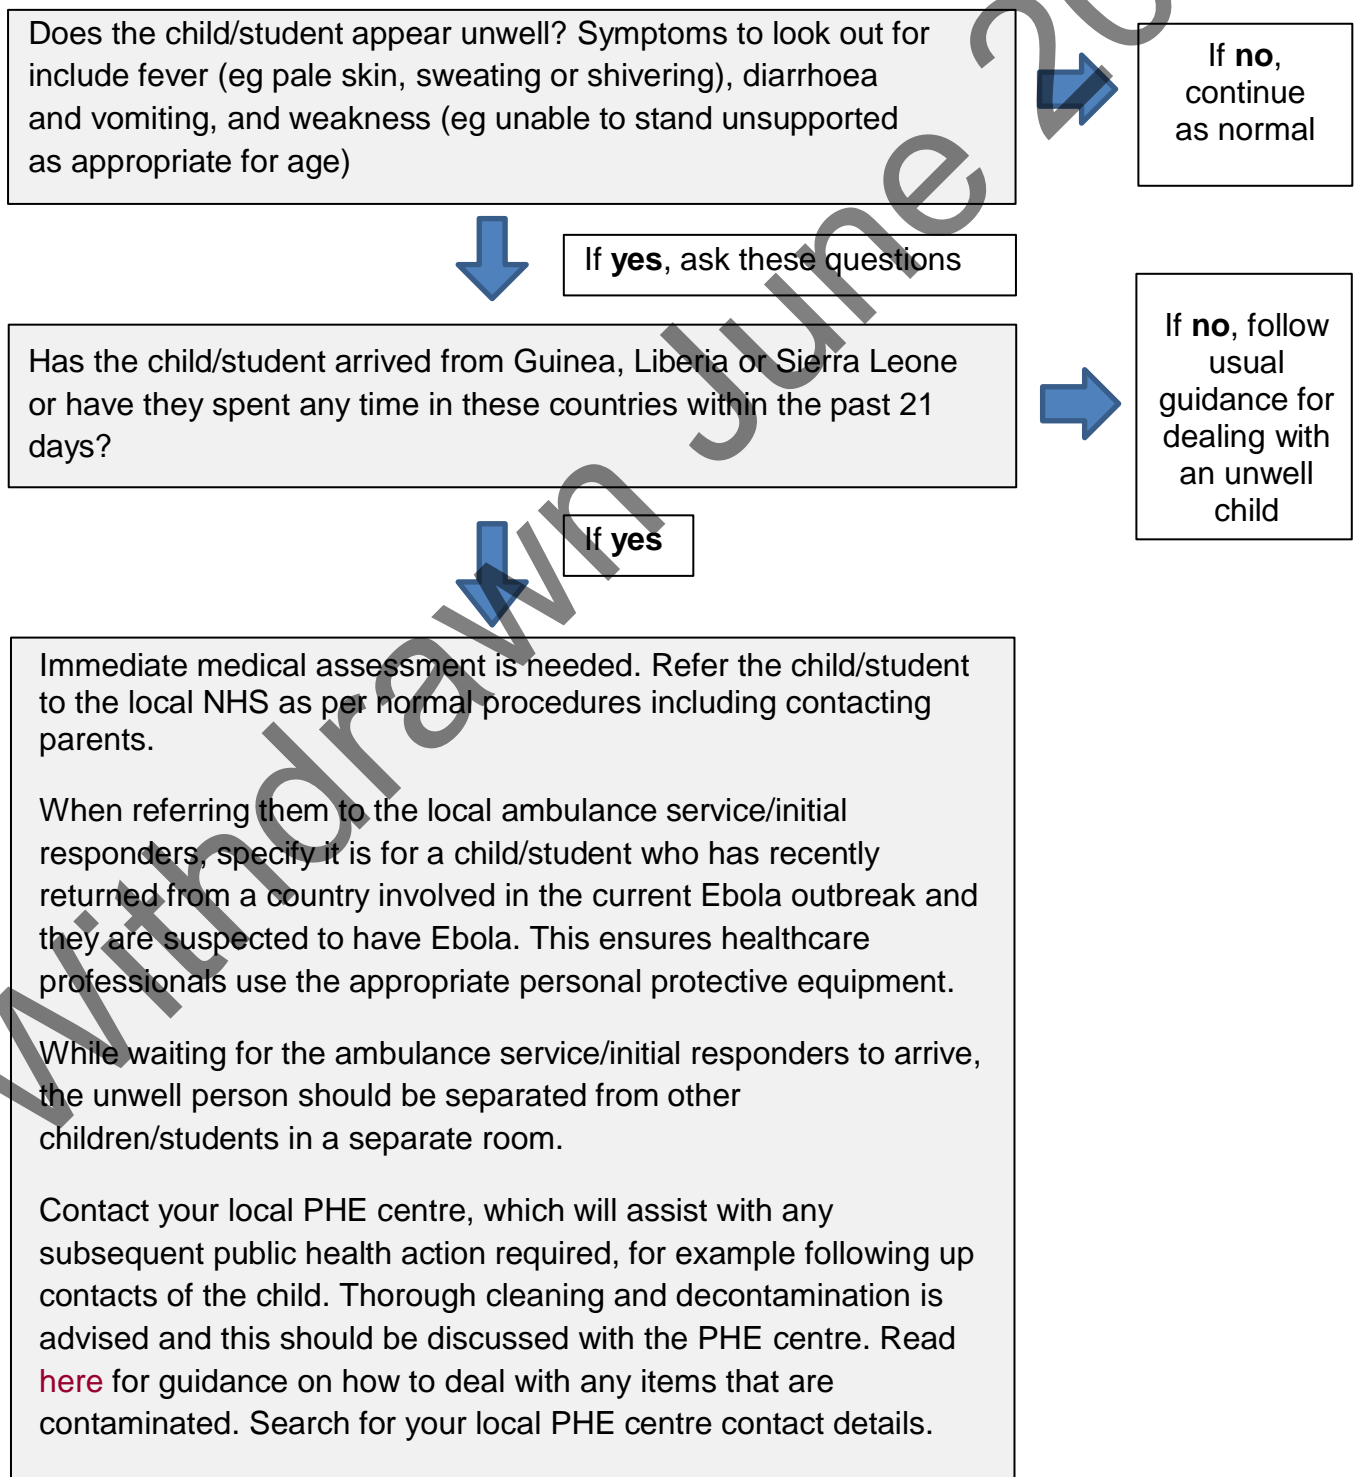 Does the child/student appear unwell? Symptoms to look out for
include fever (eg pale skin, sweating or shivering), diarrhoea
and vomiting, and weakness (eg unable to stand unsupported
as appropriate for age)
If no,
continue
as normal
If yes, ask these questions
Has the child/student arrived from Guinea, Liberia or Sierra Leone
or have they spent any time in these countries within the past 21
days?
If no, follow
usual
guidance for
dealing with
an unwell
child
If yes
Immediate medical assessment is needed. Refer the child/student
to the local NHS as per normal procedures including contacting
parents.
When referring them to the local ambulance service/initial
responders, specify it is for a child/student who has recently
returned from a country involved in the current Ebola outbreak and
they are suspected to have Ebola. This ensures healthcare
professionals use the appropriate personal protective equipment.
While waiting for the ambulance service/initial responders to arrive,
the unwell person should be separated from other
children/students in a separate room.
Contact your local PHE centre, which will assist with any
subsequent public health action required, for example following up
contacts of the child. Thorough cleaning and decontamination is
advised and this should be discussed with the PHE centre. Read
here for guidance on how to deal with any items that are
contaminated. Search for your local PHE centre contact details.
Withdrawn June